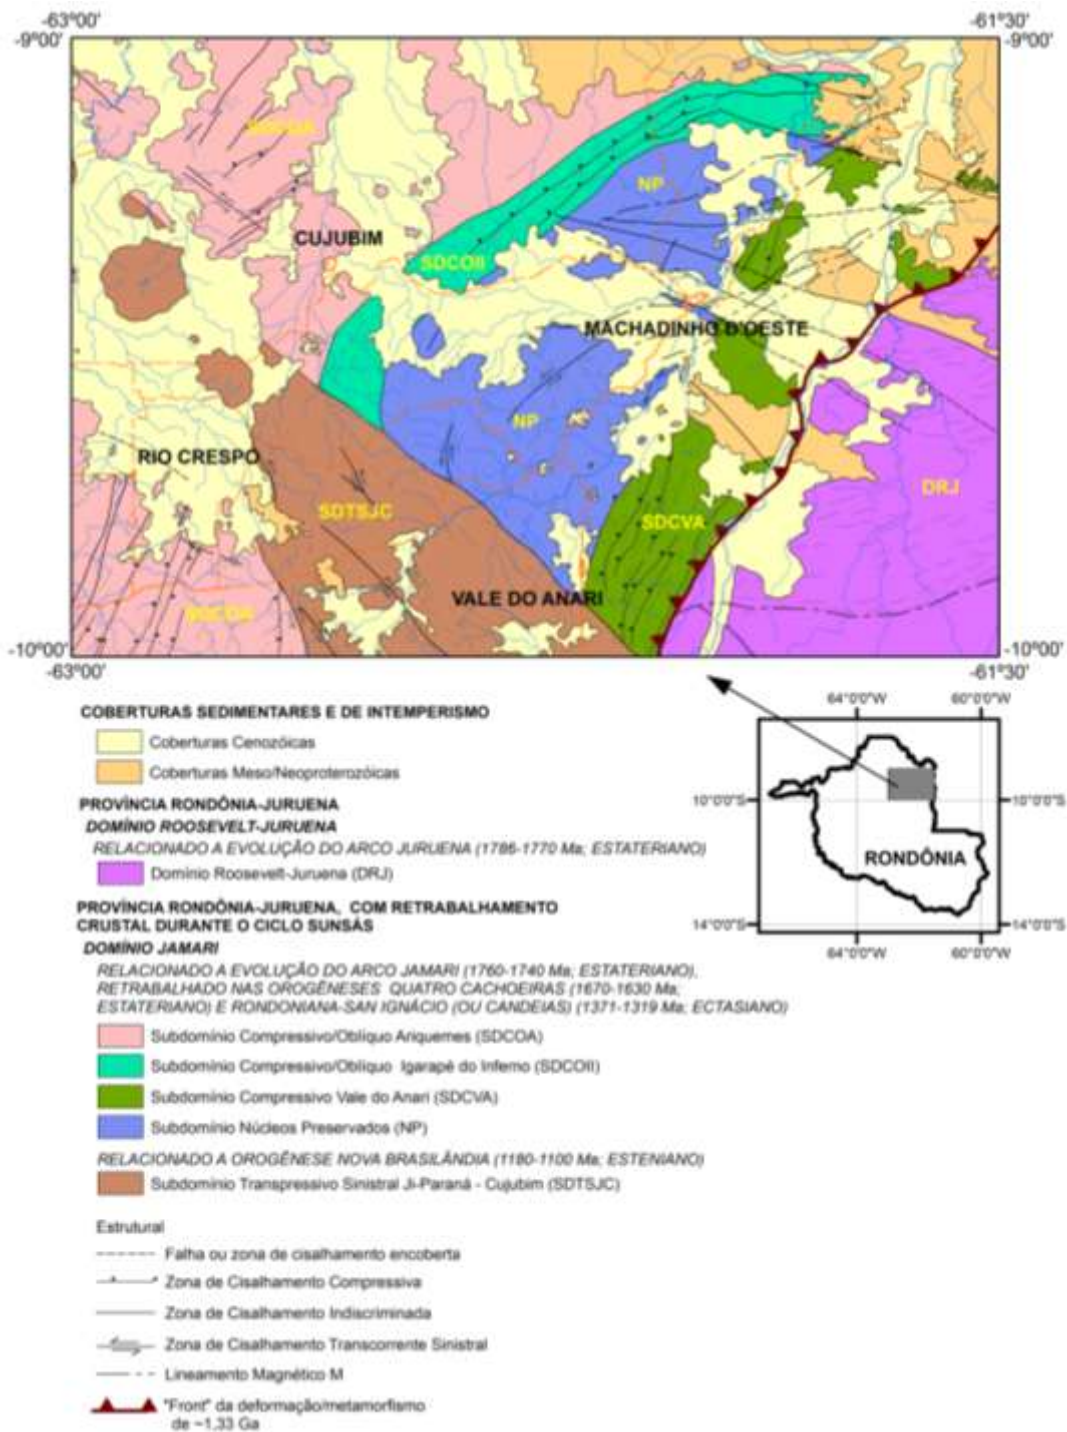 -63°00'
-61°30'
-9°00'
-9°00'
SDCOA
NP
CUJUBIM
SDCOII
MACHADINHO D'OESTE
NP
RIO CRESPO
DRJ
SDTSJC
SDCVA
VALE DO ANARI
SDCOA
-10°00'
-10°00'
-63°00'
-61°30'
COBERTURAS SEDIMENTARES E DE INTEMPERISMO
Coberturas Cenozóicas
Coberturas Meso/Neoproterozóicas
PROVÍNCIA RONDÔNIA-JURUENA
DOMÍNIO ROOSEVELT-JURUENA
RELACIONADO A EVOLUÇÃO DO ARCO JURUENA (1786-1770 Ma; ESTATERIANO)
Domínio Roosevelt-Juruena (DRJ)
PROVÍNCIA RONDÔNIA-JURUENA, COM RETRABALHAMENTO
CRUSTAL DURANTE O CICLO SUNSÁS
DOMÍNIO JAMARI
RELACIONADO A EVOLUÇÃO DO ARCO JAMARI (1760-1740 Ma; ESTATERIANO),
RETRABALHADO NAS OROGÊNESES QUATRO CACHOEIRAS (1670-1630 Ma;
ESTATERIANO) E RONDONIANA-SAN IGNÁCIO (OU CANDEIAS) (1371-1319 Ma; ECTASIANO)
Subdomínio Compressivo/Oblíquo Ariquemes (SDCOA)
Subdomínio Compressivo/Oblíquo Igarapé do Inferno (SDCOII)
Subdomínio Compressivo Vale do Anari (SDCVA)
Subdomínio Núcleos Preservados (NP)
RELACIONADO A OROGÊNESE NOVA BRASILÂNDIA (1180-1100 Ma; ESTENIANO)
Subdomínio Transpressivo Sinistral Ji-Paraná - Cujubim (SDTSJC)
Estrutural
Falha ou zona de cisalhamento encoberta
Zona de Cisalhamento Compressiva
Zona de Cisalhamento Indiscriminada
Zona de Cisalhamento Transcorrente Sinistral
Lineamento Magnético M
"Front" da deformação/metamorfismo
de ~1,33 Ga
64°0'0"W
60°0'0"W
10°0'0"S
10°0'0"S
RONDÔNIA
14°0'0"S
14°0'0"S
64°0'0"W
60°0'0"W